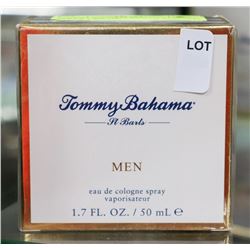 LOT
Tommy Bahama®
St Barts
MEN
eau de cologne spray
vaporisateur
1.7 FL. OZ. / 50 mL ℮